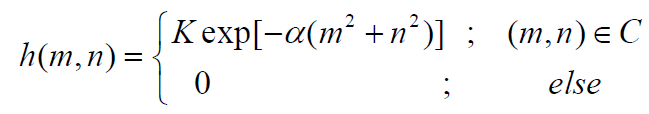 h(m,n) = { K exp[−α(m² + n²)] ; (m,n) ∈ C
0 ; else